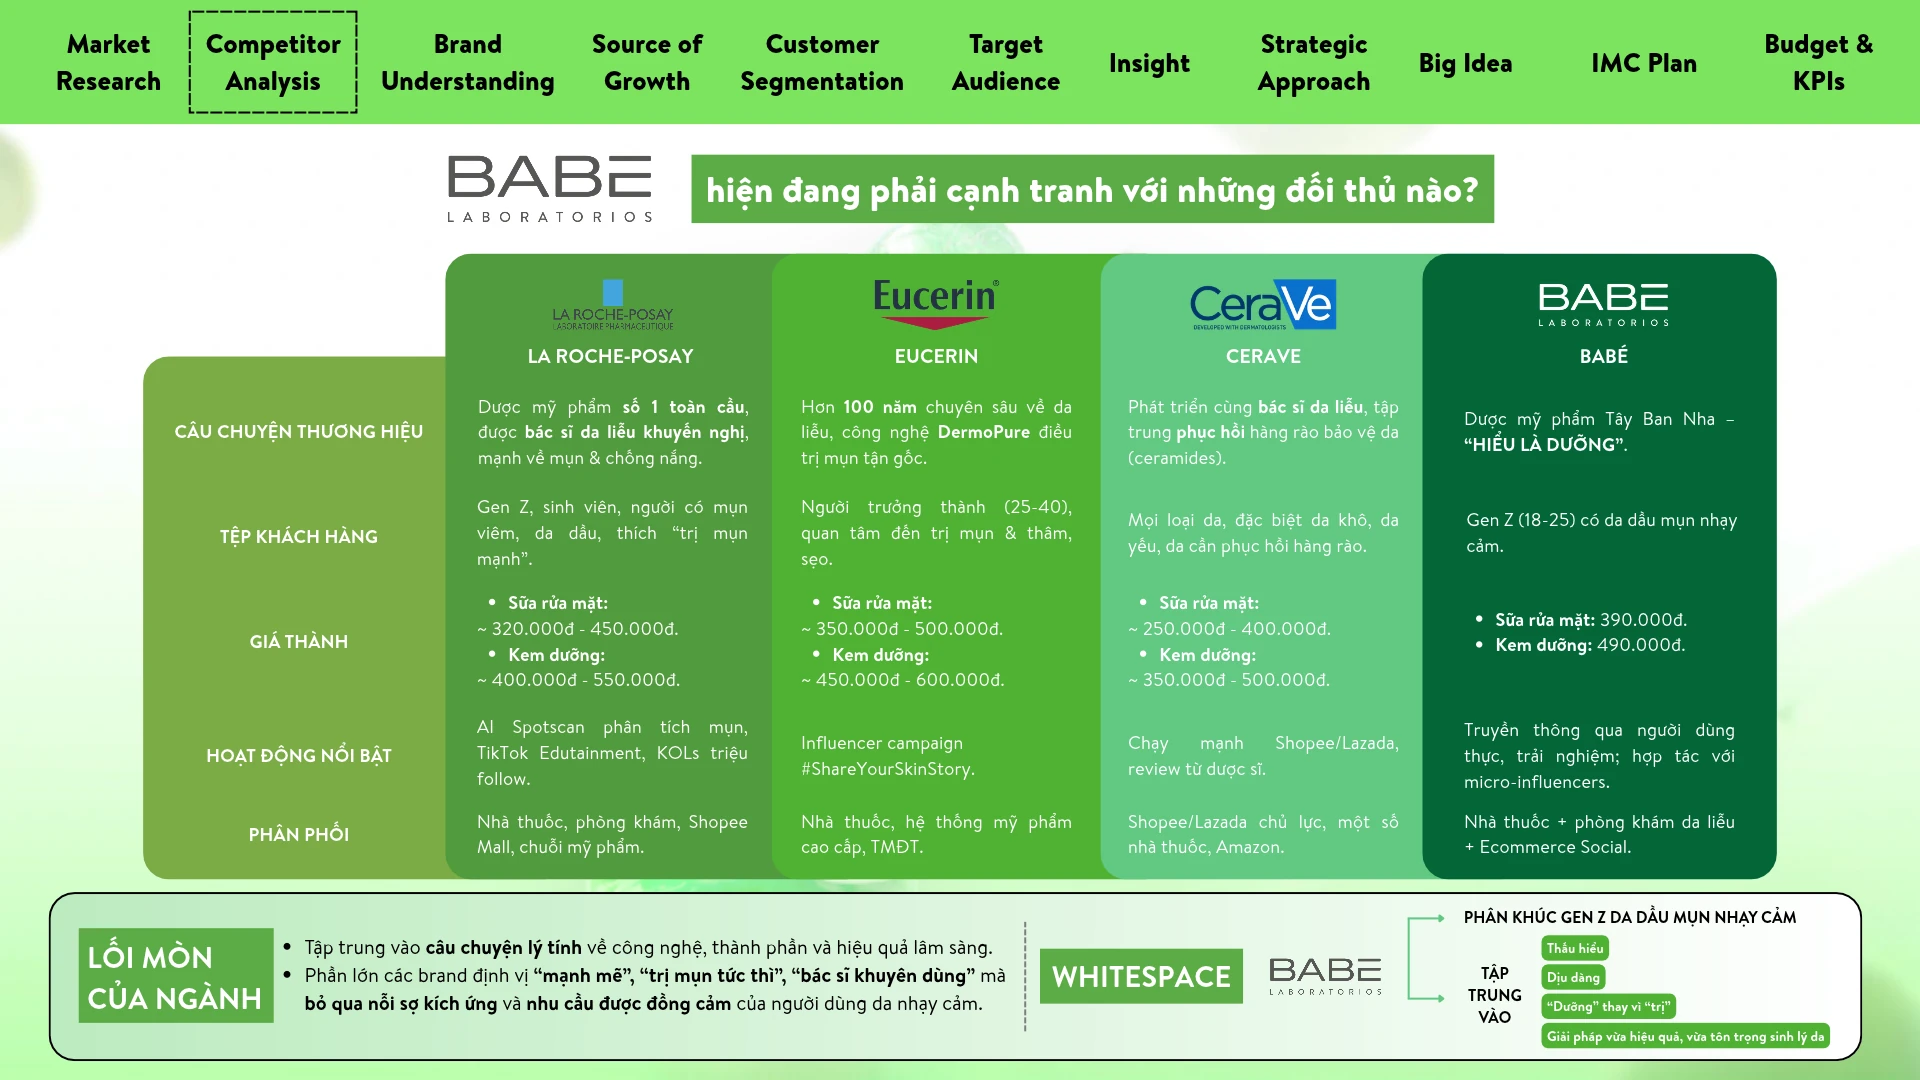 Market Research
Competitor Analysis
Brand Understanding
Source of Growth
Customer Segmentation
Target Audience
Insight
Strategic Approach
Big Idea
IMC Plan
Budget & KPIs
BABE
LABORATORIOS
hiện đang phải cạnh tranh với những đối thủ nào?
LA ROCHE-POSAY
LABORATOIRE PHARMACEUTIQUE
LA ROCHE-POSAY
Eucerin®
EUCERIN
CeraVe
DEVELOPED WITH DERMATOLOGISTS
CERAVE
BABE
LABORATORIOS
BABÉ
CÂU CHUYỆN THƯƠNG HIỆU
Dược mỹ phẩm số 1 toàn cầu,
được bác sĩ da liễu khuyến nghị,
mạnh về mụn & chống nắng.
Hơn 100 năm chuyên sâu về da
liễu, công nghệ DermoPure điều
trị mụn tận gốc.
Phát triển cùng bác sĩ da liễu, tập
trung phục hồi hàng rào bảo vệ da
(ceramides).
Dược mỹ phẩm Tây Ban Nha –
“HIỂU LÀ DƯỠNG”.
TỆP KHÁCH HÀNG
Gen Z, sinh viên, người có mụn
viêm, da dầu, thích “trị mụn
mạnh”.
Người trưởng thành (25-40),
quan tâm đến trị mụn & thâm,
sẹo.
Mọi loại da, đặc biệt da khô, da
yếu, da cần phục hồi hàng rào.
Gen Z (18-25) có da dầu mụn nhạy
cảm.
GIÁ THÀNH
• Sữa rửa mặt:
~ 320.000đ - 450.000đ.
• Kem dưỡng:
~ 400.000đ - 550.000đ.
• Sữa rửa mặt:
~ 350.000đ - 500.000đ.
• Kem dưỡng:
~ 450.000đ - 600.000đ.
• Sữa rửa mặt:
~ 250.000đ - 400.000đ.
• Kem dưỡng:
~ 350.000đ - 500.000đ.
• Sữa rửa mặt: 390.000đ.
• Kem dưỡng: 490.000đ.
HOẠT ĐỘNG NỔI BẬT
AI Spotscan phân tích mụn,
TikTok Edutainment, KOLs triệu
follow.
Influencer campaign
#ShareYourSkinStory.
Chạy mạnh Shopee/Lazada,
review từ dược sĩ.
Truyền thông qua người dùng
thực, trải nghiệm; hợp tác với
micro-influencers.
PHÂN PHỐI
Nhà thuốc, phòng khám, Shopee
Mall, chuỗi mỹ phẩm.
Nhà thuốc, hệ thống mỹ phẩm
cao cấp, TMĐT.
Shopee/Lazada chủ lực, một số
nhà thuốc, Amazon.
Nhà thuốc + phòng khám da liễu
+ Ecommerce Social.
LỐI MÒN
CỦA NGÀNH
• Tập trung vào câu chuyện lý tính về công nghệ, thành phần và hiệu quả lâm sàng.
• Phần lớn các brand định vị “mạnh mẽ”, “trị mụn tức thì”, “bác sĩ khuyên dùng” mà
bỏ qua nỗi sợ kích ứng và nhu cầu được đồng cảm của người dùng da nhạy cảm.
WHITESPACE
BABE
LABORATORIOS
PHÂN KHÚC GEN Z DA DẦU MỤN NHẠY CẢM
TẬP
TRUNG
VÀO
Thấu hiểu
Dịu dàng
“Dưỡng” thay vì “trị”
Giải pháp vừa hiệu quả, vừa tôn trọng sinh lý da